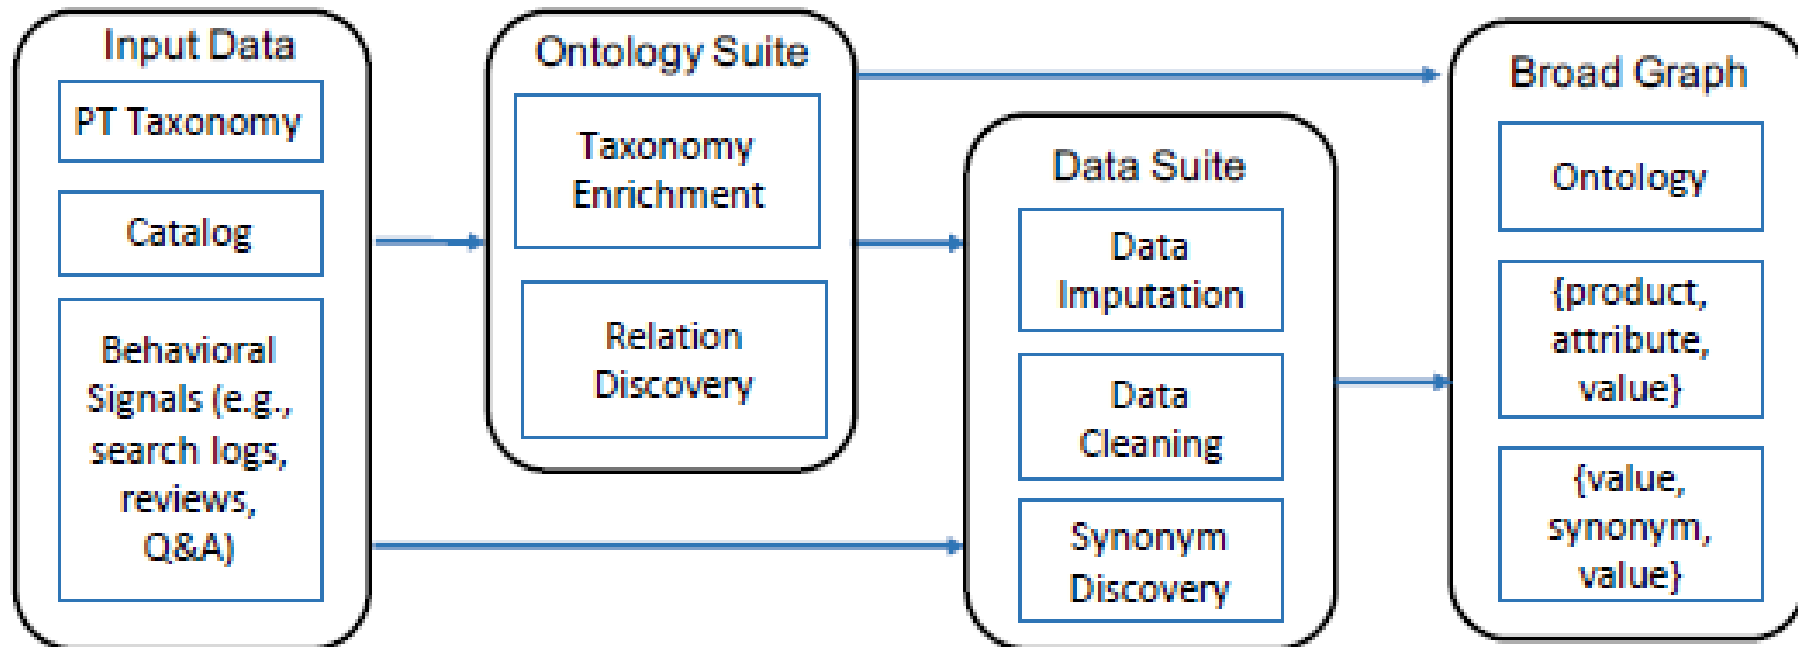 Input Data
PT Taxonomy
Catalog
Behavioral
Signals (e.g.,
search logs,
reviews,
Q&A)
Ontology Suite
Taxonomy
Enrichment
Relation
Discovery
Data Suite
Data
Imputation
Data
Cleaning
Synonym
Discovery
Broad Graph
Ontology
{product,
attribute,
value}
{value,
synonym,
value}